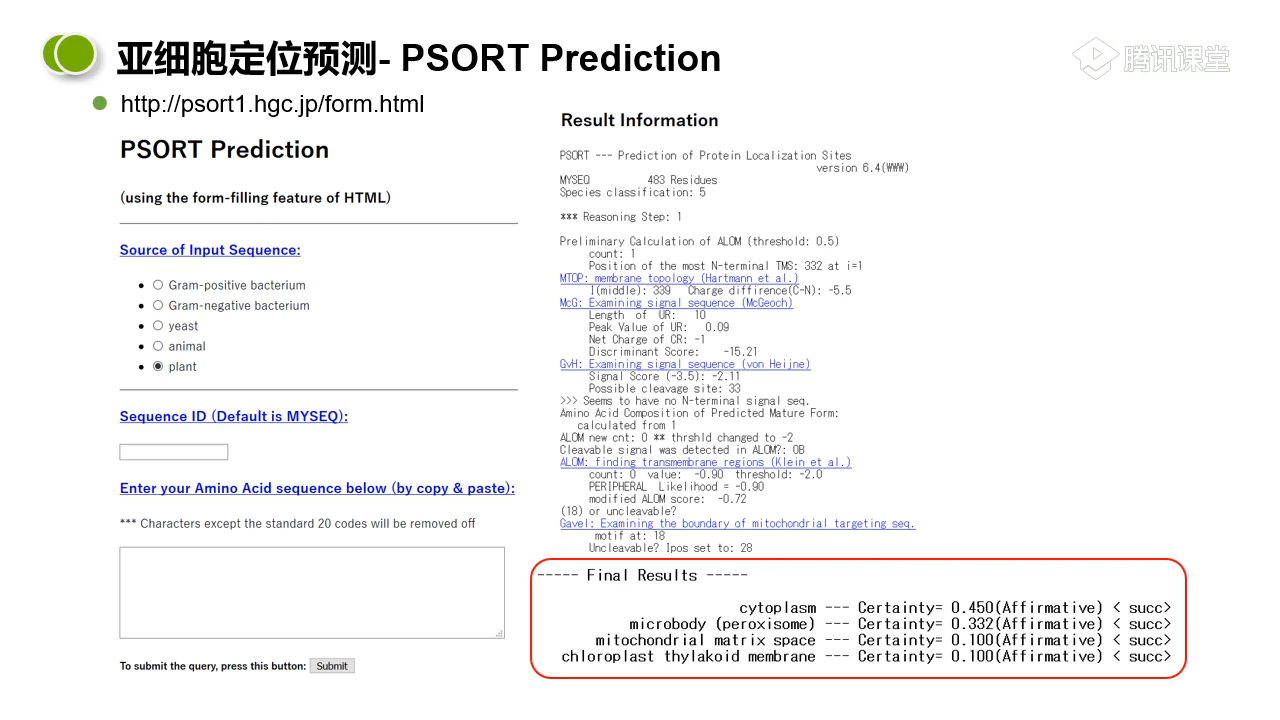 亚细胞定位预测- PSORT Prediction
腾讯课堂
http://psort1.hgc.jp/form.html
PSORT Prediction
(using the form-filling feature of HTML)
Source of Input Sequence:
Gram-positive bacterium
Gram-negative bacterium
yeast
animal
plant
Sequence ID (Default is MYSEQ):
Enter your Amino Acid sequence below (by copy & paste):
*** Characters except the standard 20 codes will be removed off
To submit the query, press this button: Submit
Result Information
PSORT --- Prediction of Protein Localization Sites
version 6.4(WWW)
MYSEQ 483 Residues
Species classification: 5
*** Reasoning Step: 1
Preliminary Calculation of ALOM (threshold: 0.5)
count: 1
Position of the most N-terminal TMS: 332 at i=1
MTOP: membrane topology (Hartmann et al.)
I(middle): 339 Charge diffirence(C-N): -5.5
McG: Examining signal sequence (McGeoch)
Length of UR: 10
Peak Value of UR: 0.09
Net Charge of CR: -1
Discriminant Score: -15.21
GvH: Examining signal sequence (von Heijne)
Signal Score (-3.5): -2.11
Possible cleavage site: 33
>>> Seems to have no N-terminal signal seq.
Amino Acid Composition of Predicted Mature Form:
calculated from 1
ALOM new cnt: 0 ** thrshld changed to -2
Cleavable signal was detected in ALOM?: 0B
ALOM: finding transmembrane regions (Klein et al.)
count: 0 value: -0.90 threshold: -2.0
PERIPHERAL Likelihood = -0.90
modified ALOM score: -0.72
(18) or uncleavable?
Gavel: Examining the boundary of mitochondrial targeting seq.
motif at: 18
Uncleavable? Ipos set to: 28
----- Final Results -----
cytoplasm --- Certainty= 0.450(Affirmative) < succ>
microbody (peroxisome) --- Certainty= 0.332(Affirmative) < succ>
mitochondrial matrix space --- Certainty= 0.100(Affirmative) < succ>
chloroplast thylakoid membrane --- Certainty= 0.100(Affirmative) < succ>